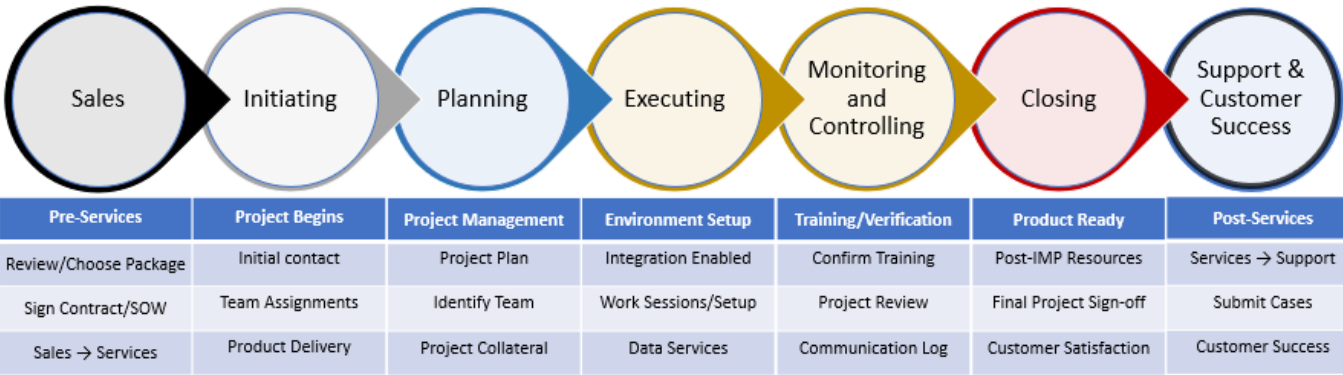 Sales
Initiating
Planning
Executing
Monitoring
and
Controlling
Closing
Support &
Customer
Success
Pre-Services
Project Begins
Project Management
Environment Setup
Training/Verification
Product Ready
Post-Services
Review/Choose Package
Initial contact
Project Plan
Integration Enabled
Confirm Training
Post-IMP Resources
Services → Support
Sign Contract/SOW
Team Assignments
Identify Team
Work Sessions/Setup
Project Review
Final Project Sign-off
Submit Cases
Sales → Services
Product Delivery
Project Collateral
Data Services
Communication Log
Customer Satisfaction
Customer Success